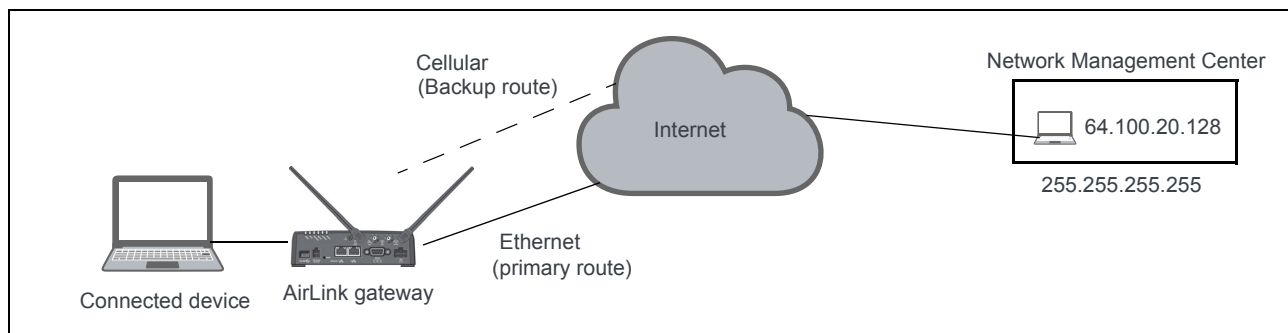 Cellular
(Backup route)
Network Management Center
Internet
64.100.20.128
255.255.255.255
Ethernet
(primary route)
Connected device
AirLink gateway